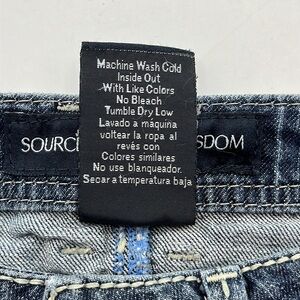 Machine Wash Cold
Inside Out
With Like Colors
No Bleach
Tumble Dry Low
Lavado a máquina
voltear la ropa al
revés con
Colores similares
No use blanqueador.
Secar a temperatura baja
SOURC
SDOM